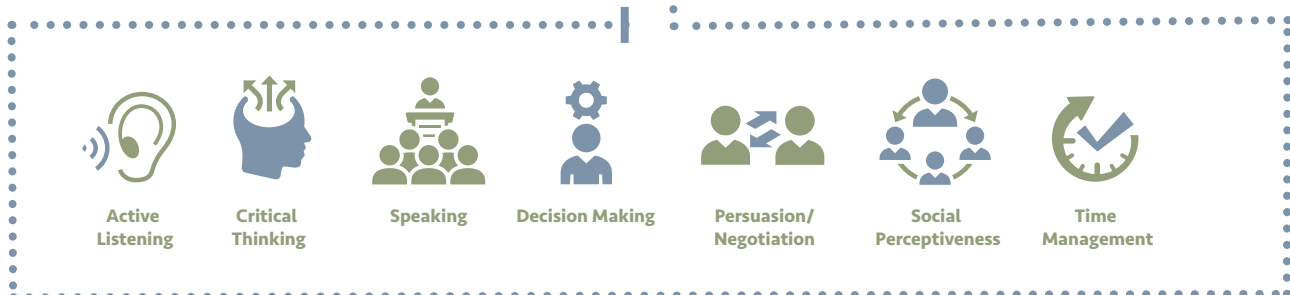 Active
Listening
Critical
Thinking
Speaking
Decision Making
Persuasion/
Negotiation
Social
Perceptiveness
Time
Management